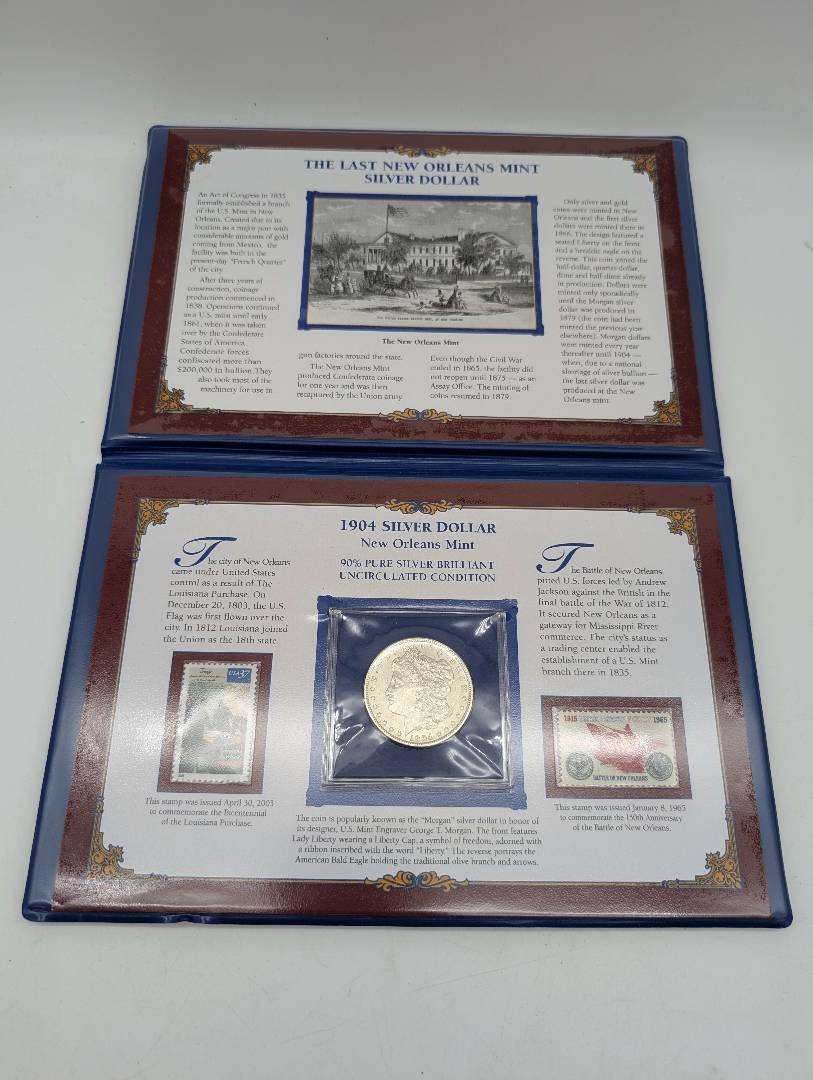 THE LAST NEW ORLEANS MINT
SILVER DOLLAR
An Act of Congress in 1835
formally established a branch
of the U.S. Mint in New
Orleans. Created due to its
location as a major port with
considerable amounts of gold
coming from Mexico, the
facility was built in the
present-day "French Quarter"
of the city.
After three years of
construction, coinage
production commenced in
1838. Operations continued
as a U.S. mint until early
1861, when it was taken
over by the Confederate
States of America.
Confederate forces
confiscated more than
$200,000 in bullion. They
also took most of the
machinery for use in
The New Orleans Mint
gun factories around the state.
The New Orleans Mint
produced Confederate coinage
for one year and was then
recaptured by the Union army.
Even though the Civil War
ended in 1865, the facility did
not reopen until 1875 — as an
Assay Office. The minting of
coins resumed in 1879.
Only silver and gold
coins were minted in New
Orleans and the first silver
dollars were minted there in
1846. The design featured a
seated Liberty on the front
and a heraldic eagle on the
reverse. This coin joined the
half-dollar, quarter-dollar,
dime and half-dime already
in production. Dollars were
minted only sporadically
until the Morgan silver
dollar was produced in
1879 (the coin had been
minted the previous year
elsewhere). Morgan dollars
were minted every year
thereafter until 1904 —
when, due to a national
shortage of silver bullion —
the last silver dollar was
produced at the New
Orleans mint.
1904 SILVER DOLLAR
New Orleans Mint
90% PURE SILVER BRILLIANT
UNCIRCULATED CONDITION
The city of New Orleans
came under United States
control as a result of The
Louisiana Purchase. On
December 20, 1803, the U.S.
Flag was first flown over the
city. In 1812 Louisiana joined
the Union as the 18th state.
USA 37
This stamp was issued April 30, 2003
to commemorate the Bicentennial
of the Louisiana Purchase.
1904
The coin is popularly known as the "Morgan" silver dollar in honor of
its designer, U.S. Mint Engraver George T. Morgan. The front features
Lady Liberty wearing a Liberty Cap, a symbol of freedom, adorned with
a ribbon inscribed with the word "Liberty." The reverse portrays the
American Bald Eagle holding the traditional olive branch and arrows.
The Battle of New Orleans
pitted U.S. forces led by Andrew
Jackson against the British in the
final battle of the War of 1812.
It secured New Orleans as a
gateway for Mississippi River
commerce. The city's status as
a trading center enabled the
establishment of a U.S. Mint
branch there in 1835.
1815 1965
BATTLE OF NEW ORLEANS
This stamp was issued January 8, 1965
to commemorate the 150th Anniversary
of the Battle of New Orleans.